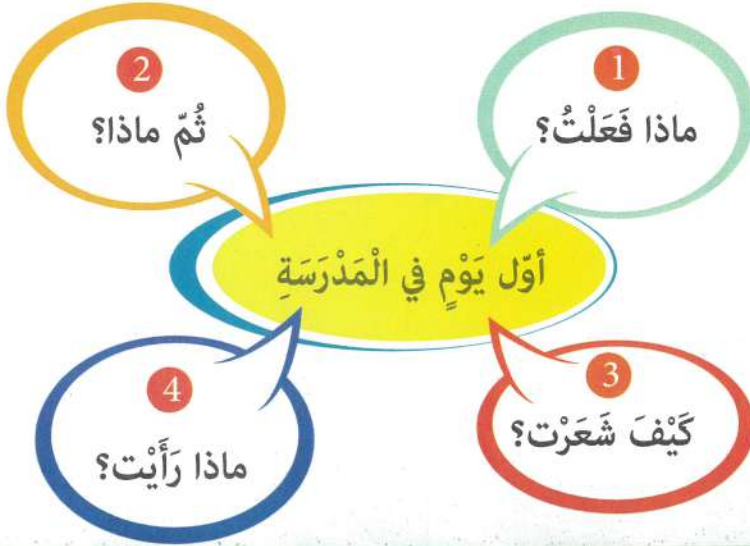 1
ماذا فَعَلْتُ؟
2
ثُمّ ماذا؟
أوّل يَوْمٍ في الْمَدْرَسَةِ
3
كَيْفَ شَعَرْت؟
4
ماذا رَأَيْت؟